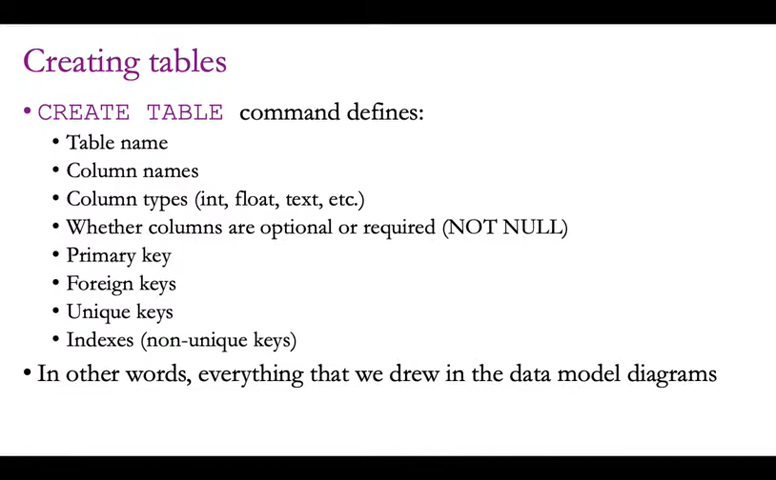 Creating tables
• CREATE TABLE command defines:
• Table name
• Column names
• Column types (int, float, text, etc.)
• Whether columns are optional or required (NOT NULL)
• Primary key
• Foreign keys
• Unique keys
• Indexes (non-unique keys)
• In other words, everything that we drew in the data model diagrams